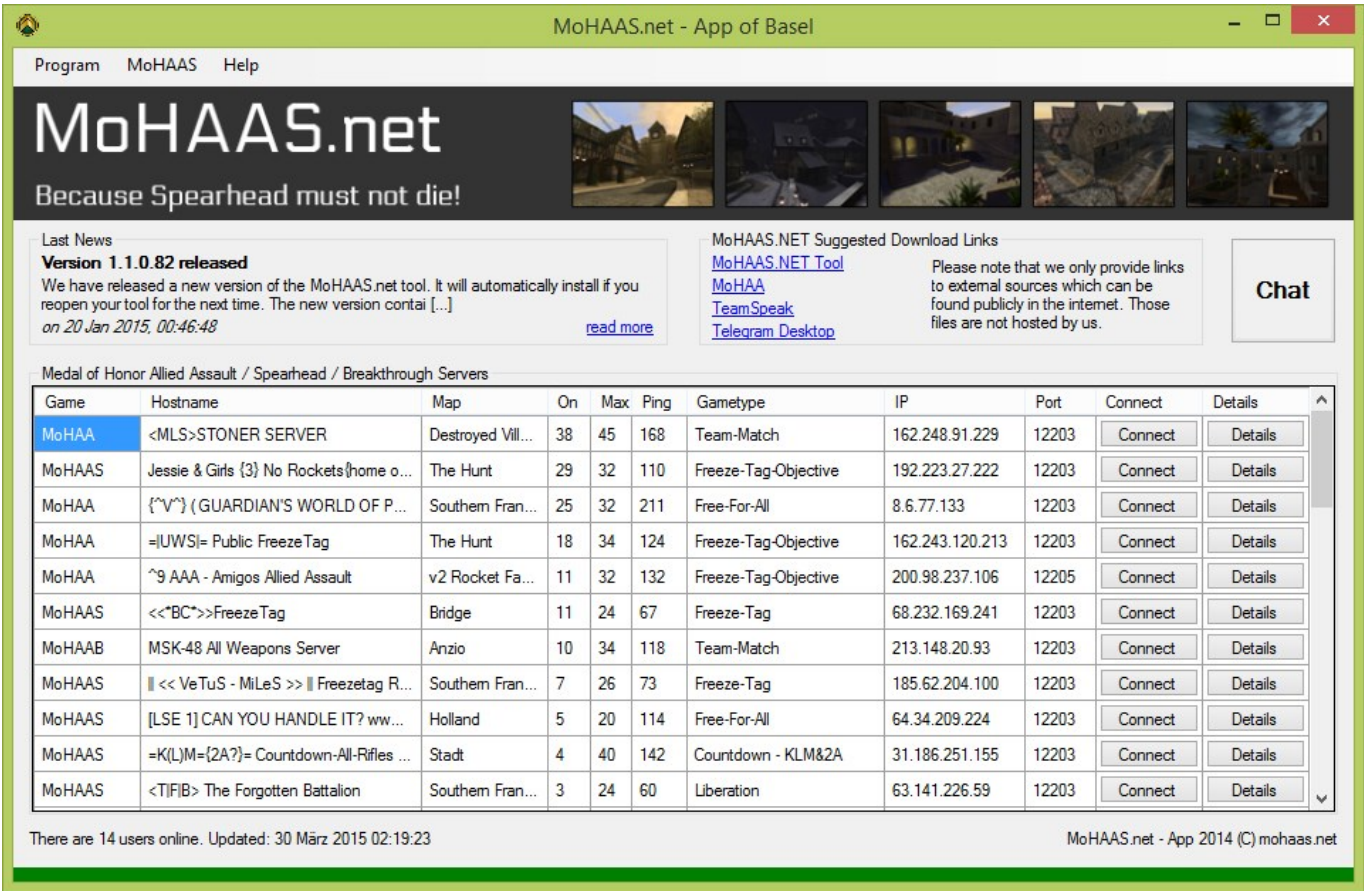 MoHAAS.net - App of Basel
Program MoHAAS Help
MoHAAS.net
Because Spearhead must not die!
Last News
Version 1.1.0.82 released
We have released a new version of the MoHAAS.net tool. It will automatically install if you
reopen your tool for the next time. The new version contai [...]
on 20 Jan 2015, 00:46:48 read more
MoHAAS.NET Suggested Download Links
MoHAAS.NET Tool
MoHAA
TeamSpeak
Telegram Desktop
Please note that we only provide links
to external sources which can be
found publicly in the internet. Those
files are not hosted by us.
Chat
Medal of Honor Allied Assault / Spearhead / Breakthrough Servers
Game Hostname Map On Max Ping Gametype IP Port Connect Details
MoHAA <MLS>STONER SERVER Destroyed Vill... 38 45 168 Team-Match 162.248.91.229 12203 Connect Details
MoHAAS Jessie & Girls {3} No Rockets{home o... The Hunt 29 32 110 Freeze-Tag-Objective 192.223.27.222 12203 Connect Details
MoHAA {^V^} ( GUARDIAN'S WORLD OF P... Southern Fran... 25 32 211 Free-For-All 8.6.77.133 12203 Connect Details
MoHAA =|UWS|= Public FreezeTag The Hunt 18 34 124 Freeze-Tag-Objective 162.243.120.213 12203 Connect Details
MoHAA ^9 AAA - Amigos Allied Assault v2 Rocket Fa... 11 32 132 Freeze-Tag-Objective 200.98.237.106 12205 Connect Details
MoHAAS <<*BC*>>FreezeTag Bridge 11 24 67 Freeze-Tag 68.232.169.241 12203 Connect Details
MoHAAB MSK-48 All Weapons Server Anzio 10 34 118 Team-Match 213.148.20.93 12203 Connect Details
MoHAAS ||| << VeTuS - MiLeS >> ||| Freezetag R... Southern Fran... 7 26 73 Freeze-Tag 185.62.204.100 12203 Connect Details
MoHAAS [LSE 1] CAN YOU HANDLE IT? ww... Holland 5 20 114 Free-For-All 64.34.209.224 12203 Connect Details
MoHAAS =K(L)M={2A?}= Countdown-All-Rifles ... Stadt 4 40 142 Countdown - KLM&2A 31.186.251.155 12203 Connect Details
MoHAAS <T|F|B> The Forgotten Battalion Southern Fran... 3 24 60 Liberation 63.141.226.59 12203 Connect Details
There are 14 users online. Updated: 30 März 2015 02:19:23 MoHAAS.net - App 2014 (C) mohaas.net